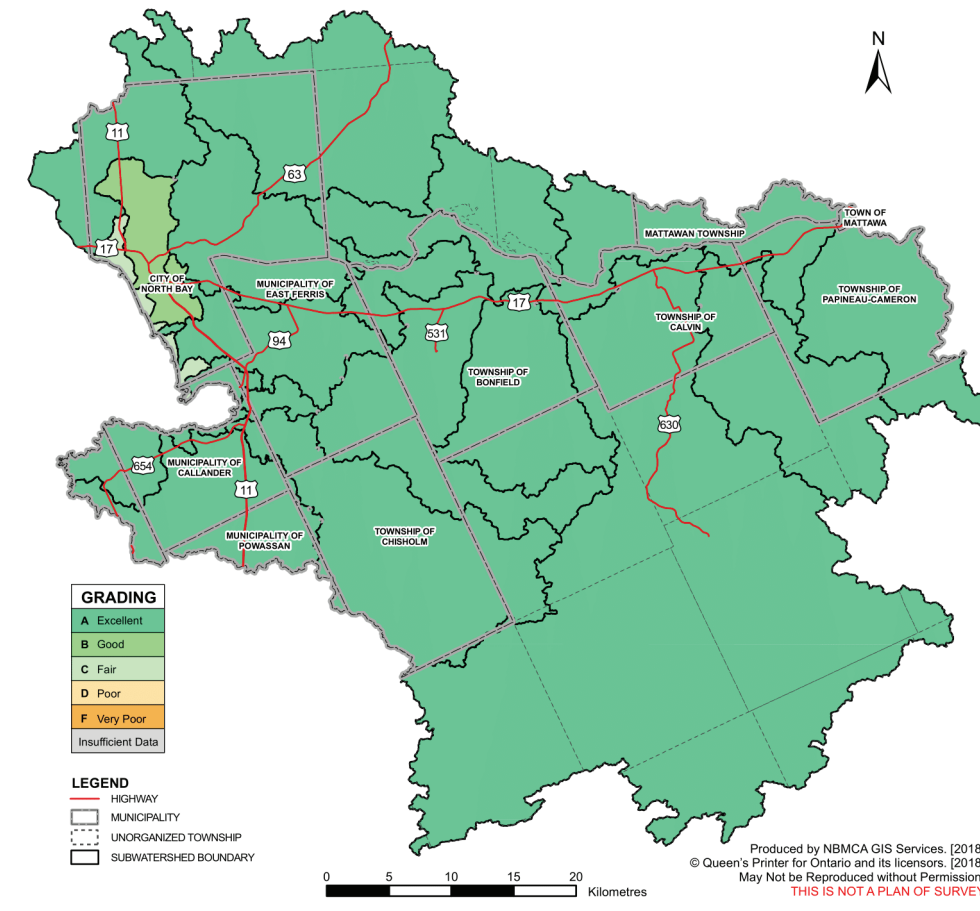 N
11
63
17
CITY OF
NORTH BAY
MUNICIPALITY OF
EAST FERRIS
94
531
17
TOWNSHIP OF
BONFIELD
MATTAWAN TOWNSHIP
TOWN OF
MATTAWA
TOWNSHIP OF
PAPINEAU-CAMERON
TOWNSHIP OF
CALVIN
630
654
MUNICIPALITY OF
CALLANDER
11
MUNICIPALITY OF
POWASSAN
TOWNSHIP OF
CHISHOLM
GRADING
A Excellent
B Good
C Fair
D Poor
F Very Poor
Insufficient Data
LEGEND
HIGHWAY
MUNICIPALITY
UNORGANIZED TOWNSHIP
SUBWATERSHED BOUNDARY
0 5 10 15 20
Kilometres
Produced by NBMCA GIS Services. [2018
© Queen's Printer for Ontario and its licensors. [2018
May Not be Reproduced without Permission
THIS IS NOT A PLAN OF SURVEY